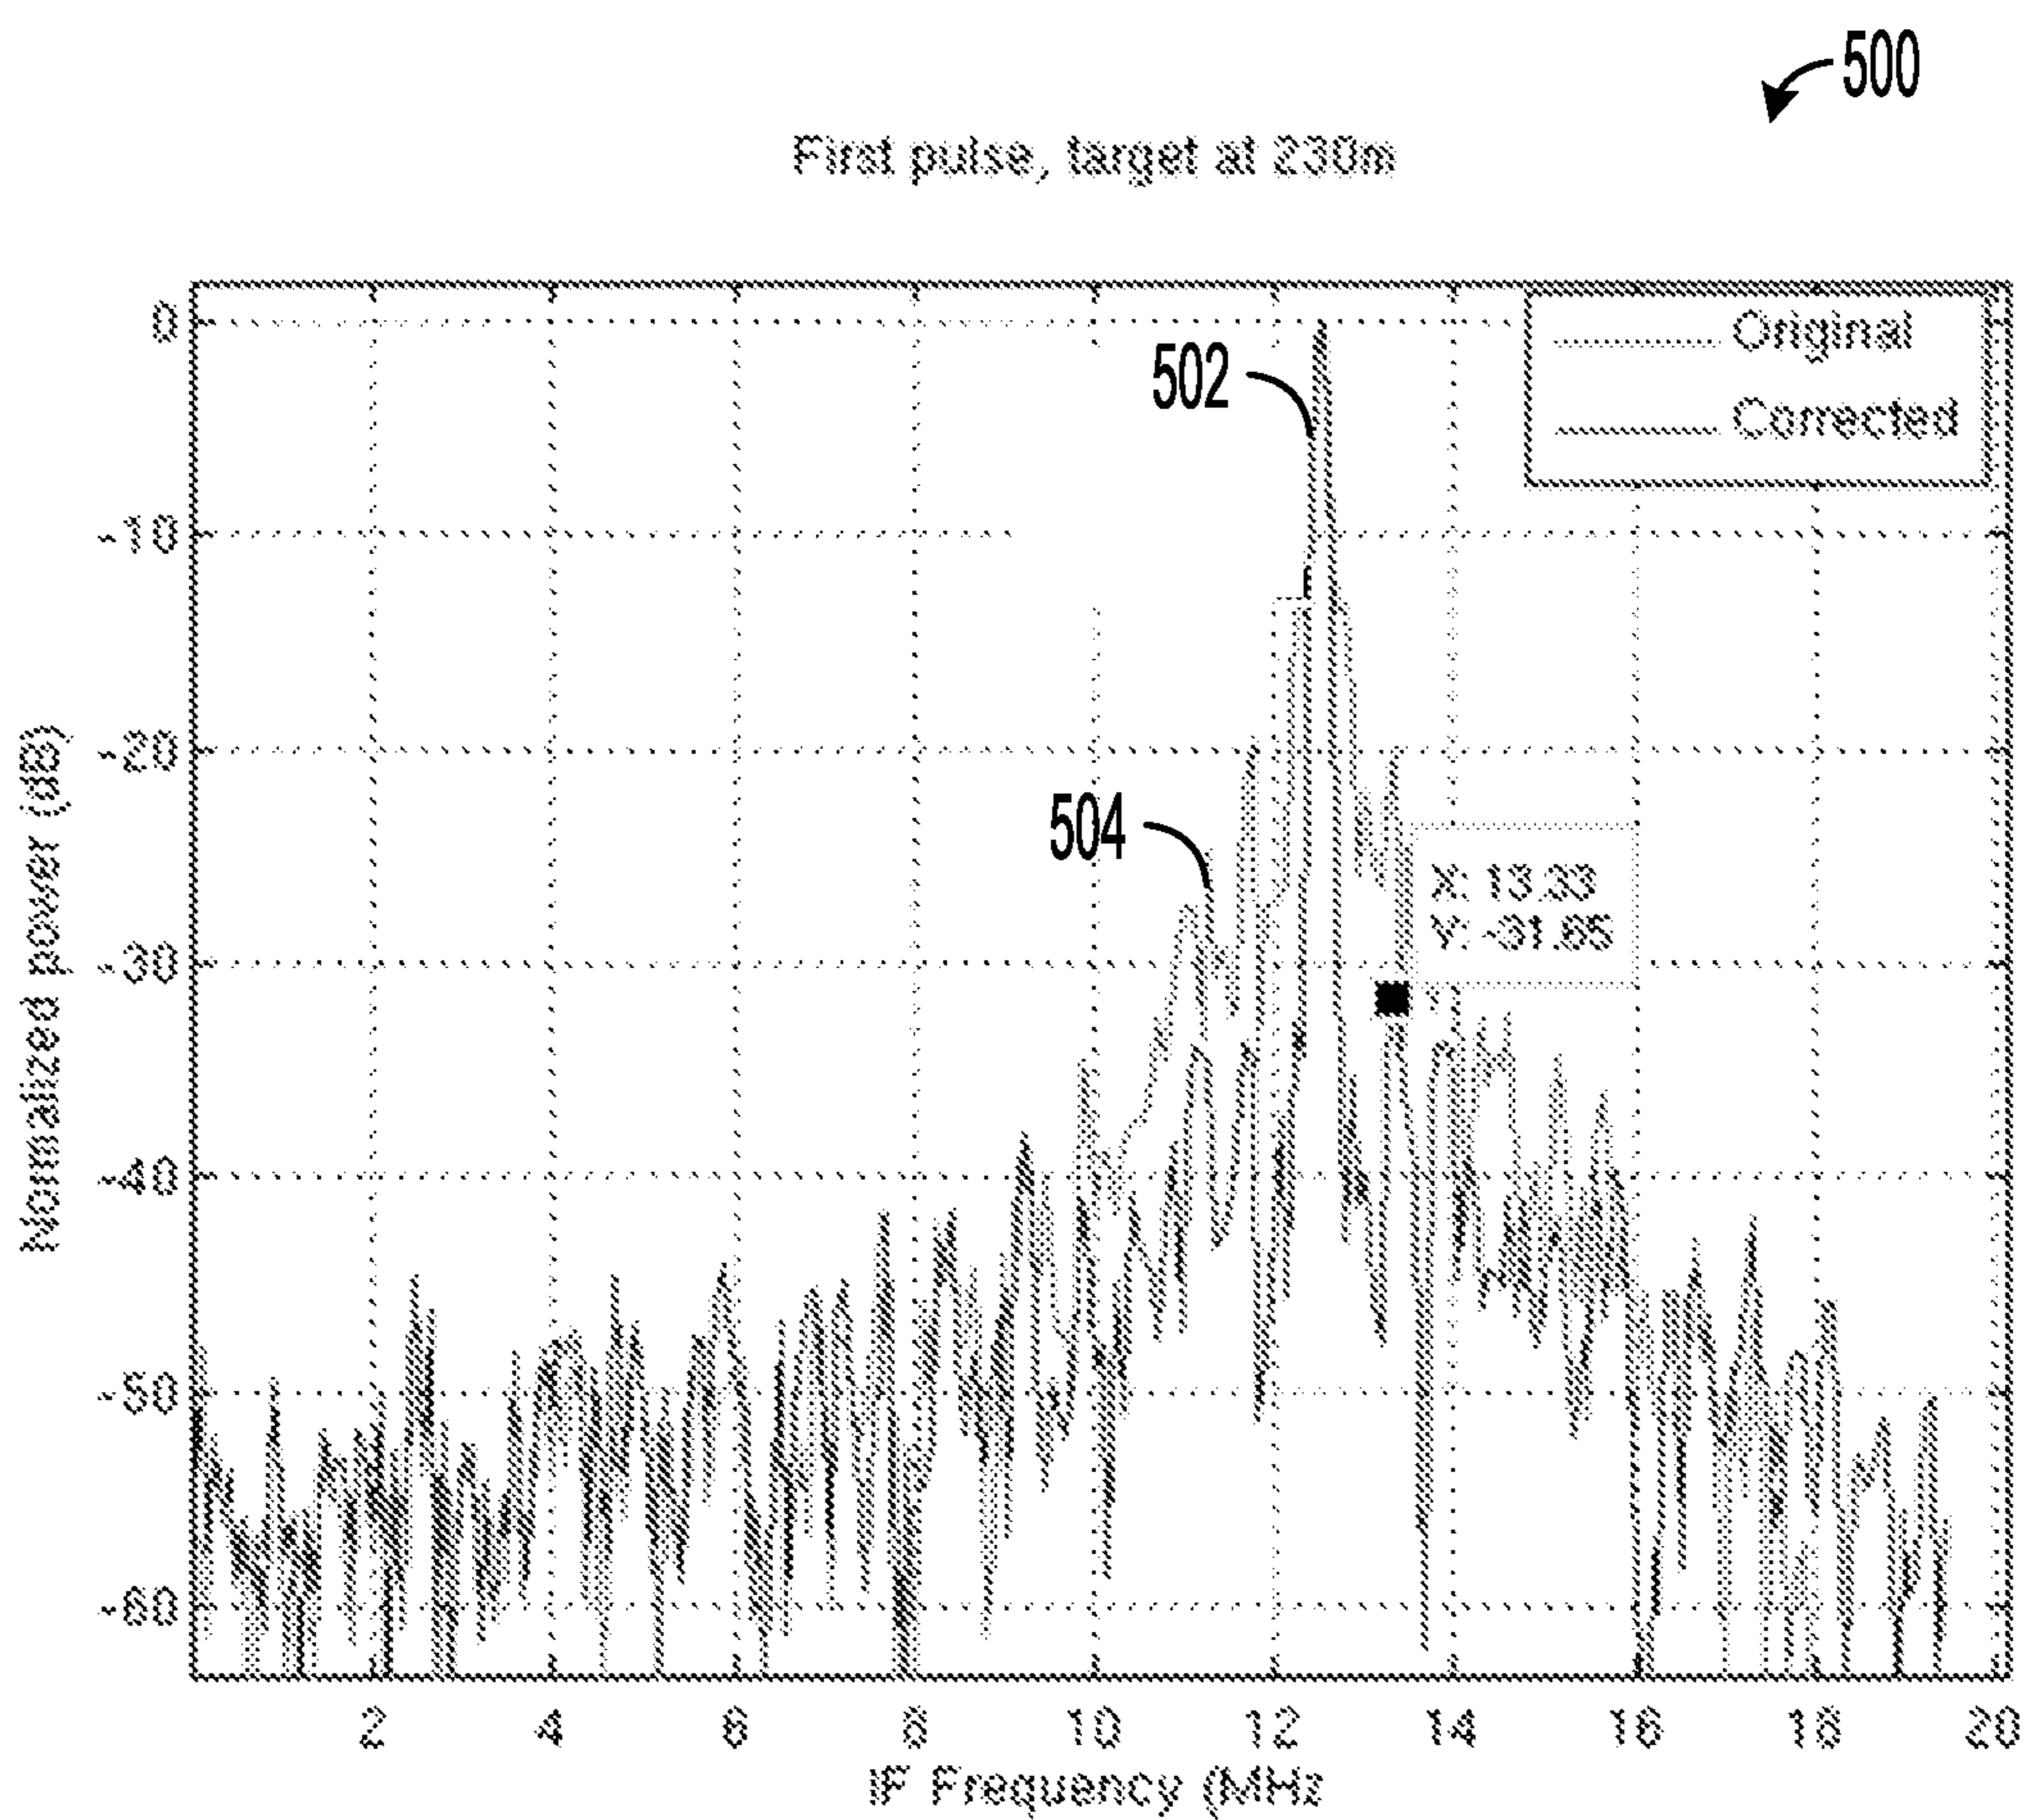 500
First pulse, target at 230m
Original
Corrected
502
504
X: 13.33
Y: -31.65
Normalized power (dB)
0
-10
-20
-30
-40
-50
-60
2 4 6 8 10 12 14 16 18 20
IF Frequency (MHz